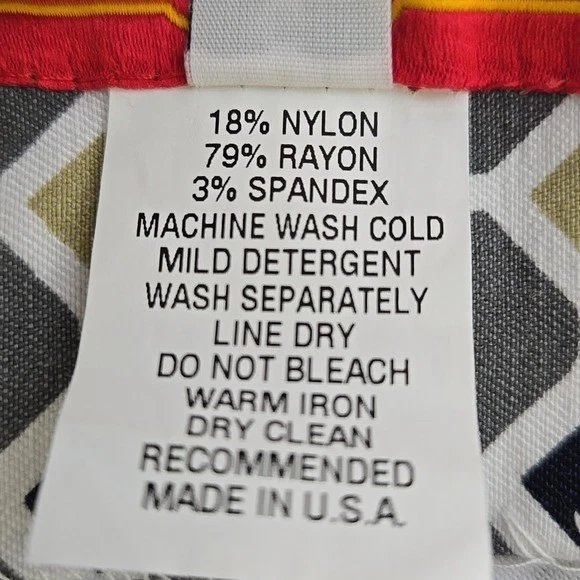 18% NYLON
79% RAYON
3% SPANDEX
MACHINE WASH COLD
MILD DETERGENT
WASH SEPARATELY
LINE DRY
DO NOT BLEACH
WARM IRON
DRY CLEAN
RECOMMENDED
MADE IN U.S.A.